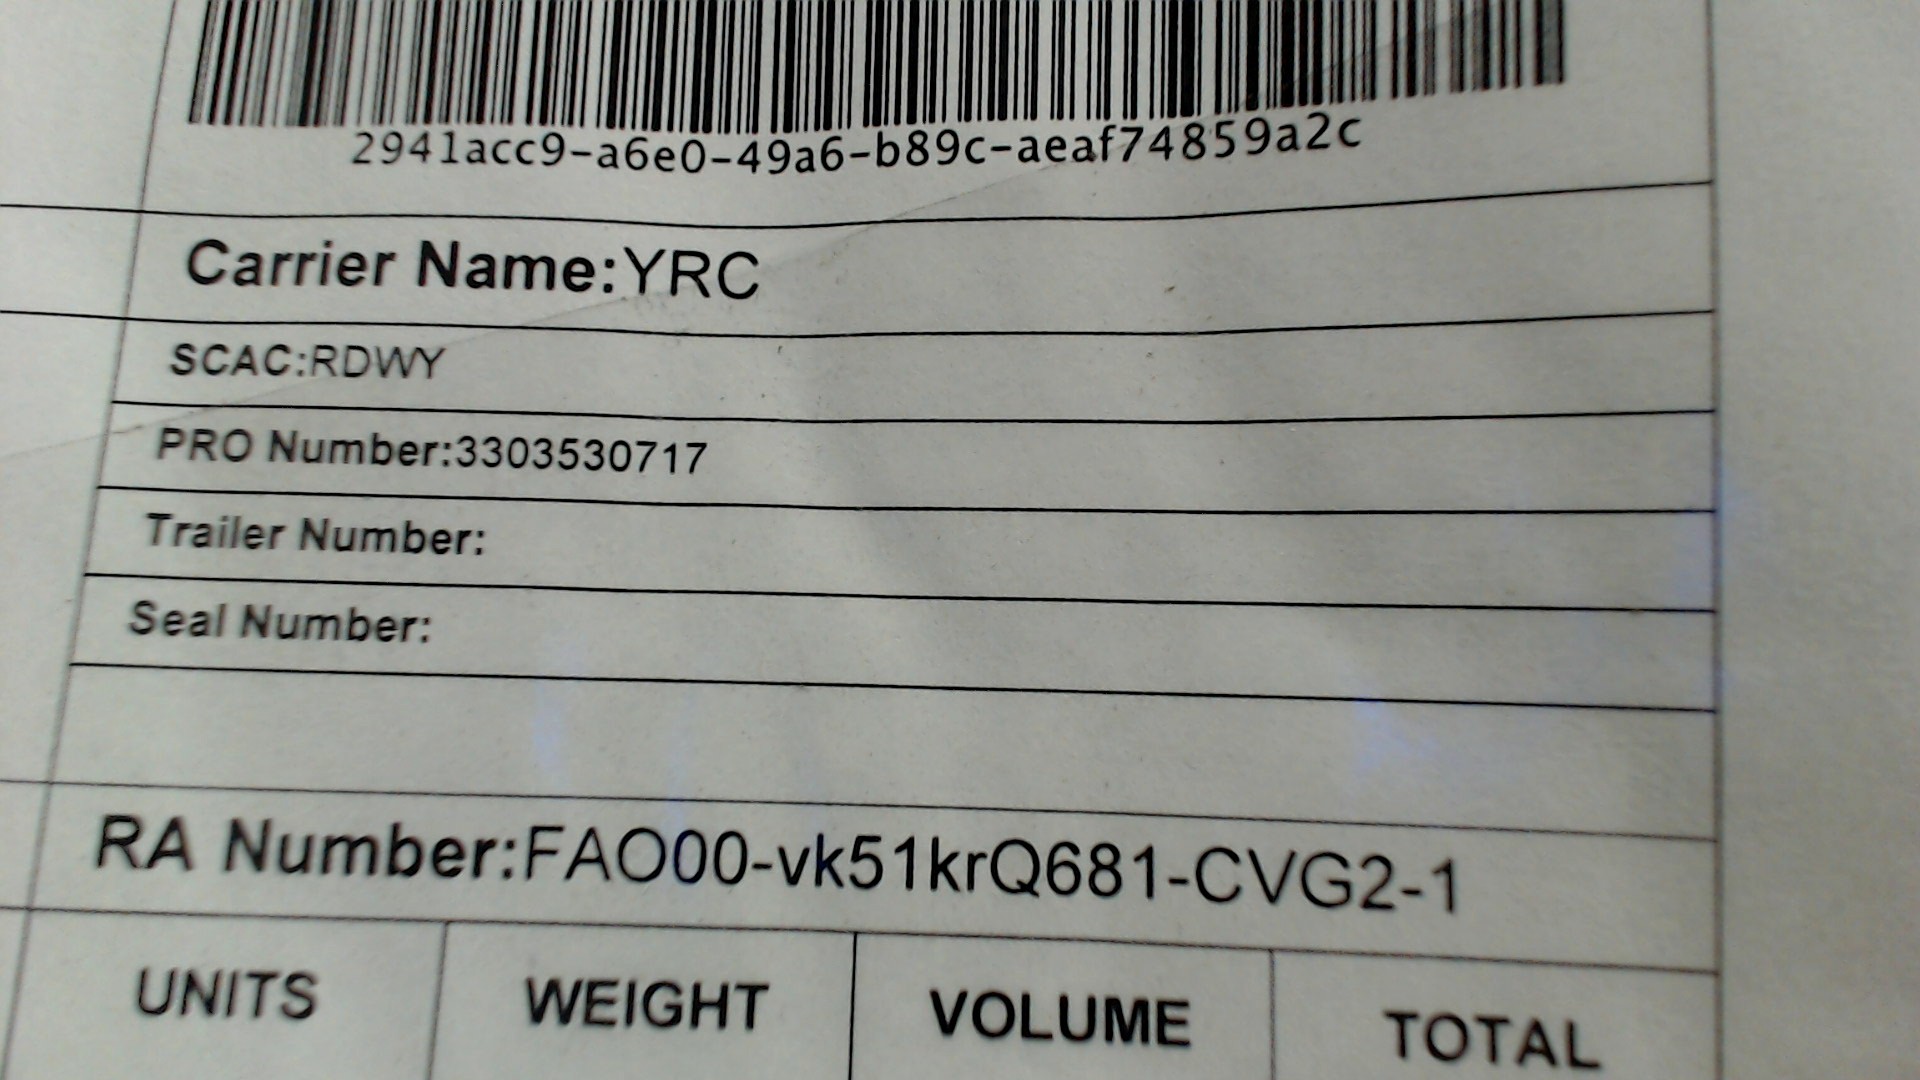 2941acc9-a6e0-49a6-b89c-aeaf74859a2c
Carrier Name:YRC
SCAC:RDWY
PRO Number:3303530717
Trailer Number:
Seal Number:
RA Number:FAO00-vk51krQ681-CVG2-1
UNITS WEIGHT VOLUME TOTAL